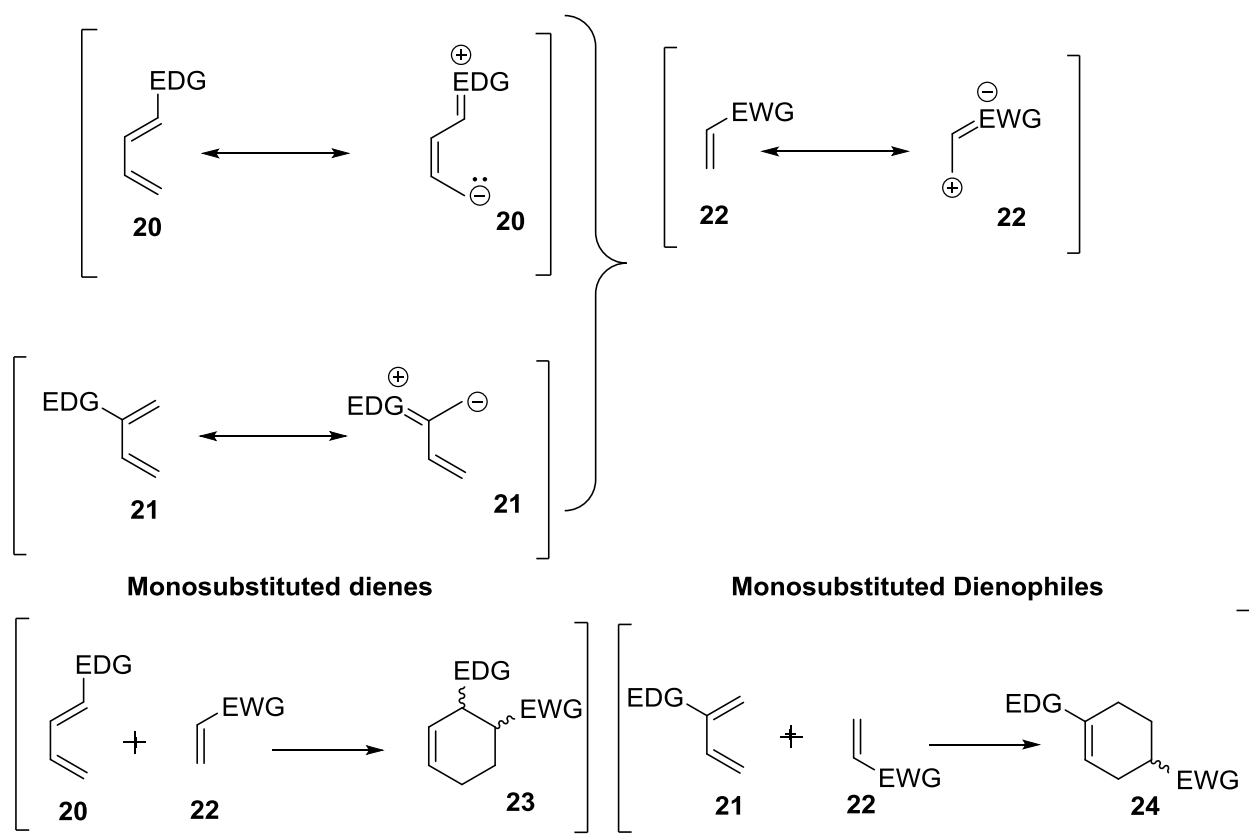 EDG
20
⊕
EDG
⊖
20
EWG
22
⊖
EWG
⊕
22
EDG
21
⊕
EDG
⊖
21
Monosubstituted dienes
Monosubstituted Dienophiles
EDG
20
+
EWG
22
EDG
EWG
23
EDG
21
+
EWG
22
EDG
EWG
24